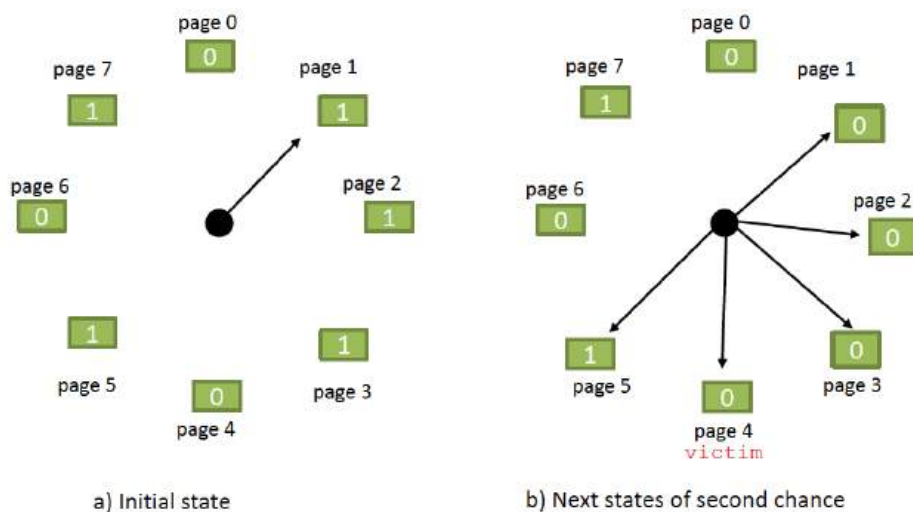 page 0
0
page 7
1
page 1
1
page 6
0
page 2
1
1
page 5
1
page 3
0
page 4
a) Initial state
page 0
0
page 7
1
page 1
0
page 6
0
page 2
0
1
page 5
0
page 3
0
page 4
victim
b) Next states of second chance